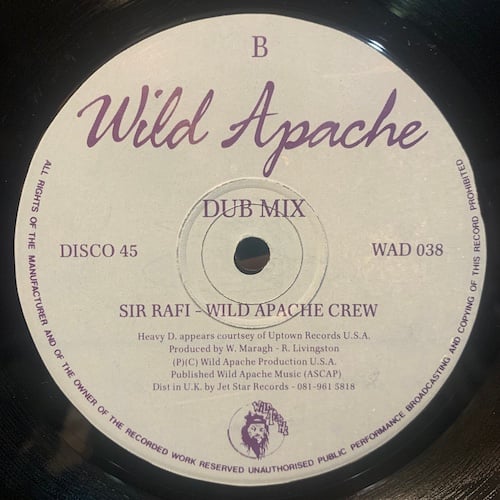 B
Wild Apache
DUB MIX
DISCO 45
WAD 038
SIR RAFI - WILD APACHE CREW
Heavy D. appears courtsey of Uptown Records U.S.A.
Produced by W. Maragh - R. Livingston
(P)(C) Wild Apache Production U.S.A.
Published Wild Apache Music (ASCAP)
Dist in U.K. by Jet Star Records - 081-961 5818
ALL RIGHTS OF THE MANUFACTURER AND OF THE OWNER OF THE RECORDED WORK RESERVED UNAUTHORISED PUBLIC PERFORMANCE BROADCASTING AND COPYING OF THIS RECORD PROHIBITED